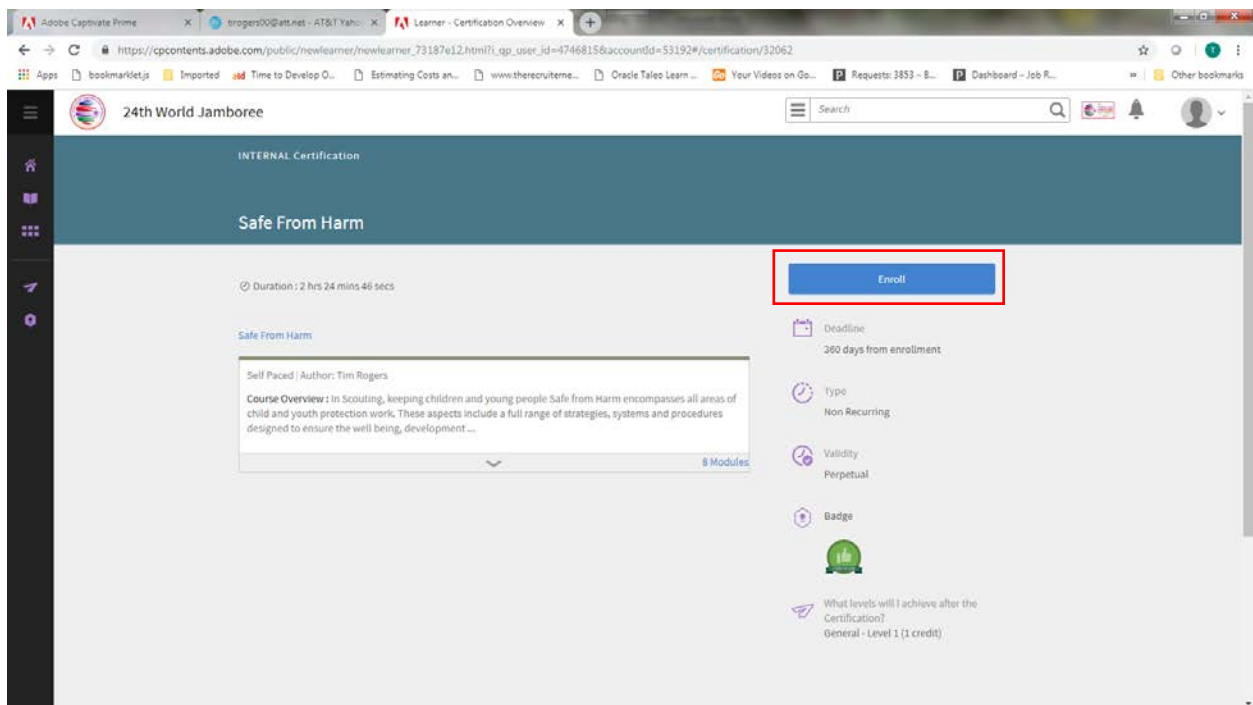 Adobe Captivate Prime
brogers00@att.net - AT&T Yaho
Learner - Certification Overview
https://cpcontents.adobe.com/public/newlearner/newlearner_73187e12.html?i_qp_user_id=4746815&accountId=53192#/certification/32062
Apps
bookmarklet.js
Imported
Time to Develop O...
Estimating Costs an...
www.therecruiterne...
Oracle Taleo Learn ...
Your Videos on Go...
Requests: 3853 - B...
Dashboard - Job R...
»
Other bookmarks
24th World Jamboree
Search
INTERNAL Certification
Safe From Harm
Duration : 2 hrs 24 mins 46 secs
Enroll
Safe From Harm
Self Paced | Author: Tim Rogers
Course Overview : In Scouting, keeping children and young people Safe from Harm encompasses all areas of
child and youth protection work. These aspects include a full range of strategies, systems and procedures
designed to ensure the well being, development ...
8 Modules
Deadline
360 days from enrollment
Type
Non Recurring
Validity
Perpetual
Badge
What levels will I achieve after the
Certification?
General - Level 1 (1 credit)